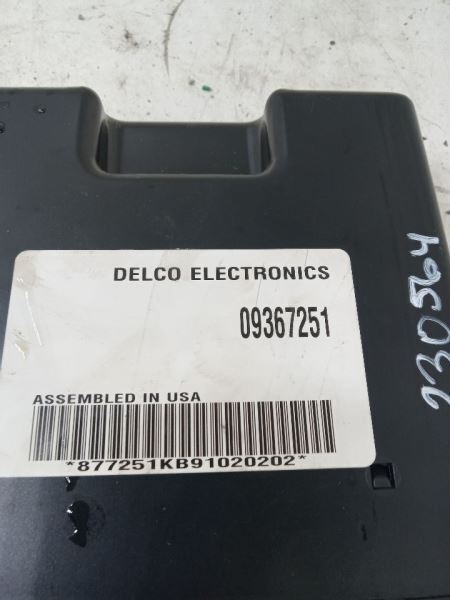 DELCO ELECTRONICS
09367251
ASSEMBLED IN USA
*877251KB91020202*
230564